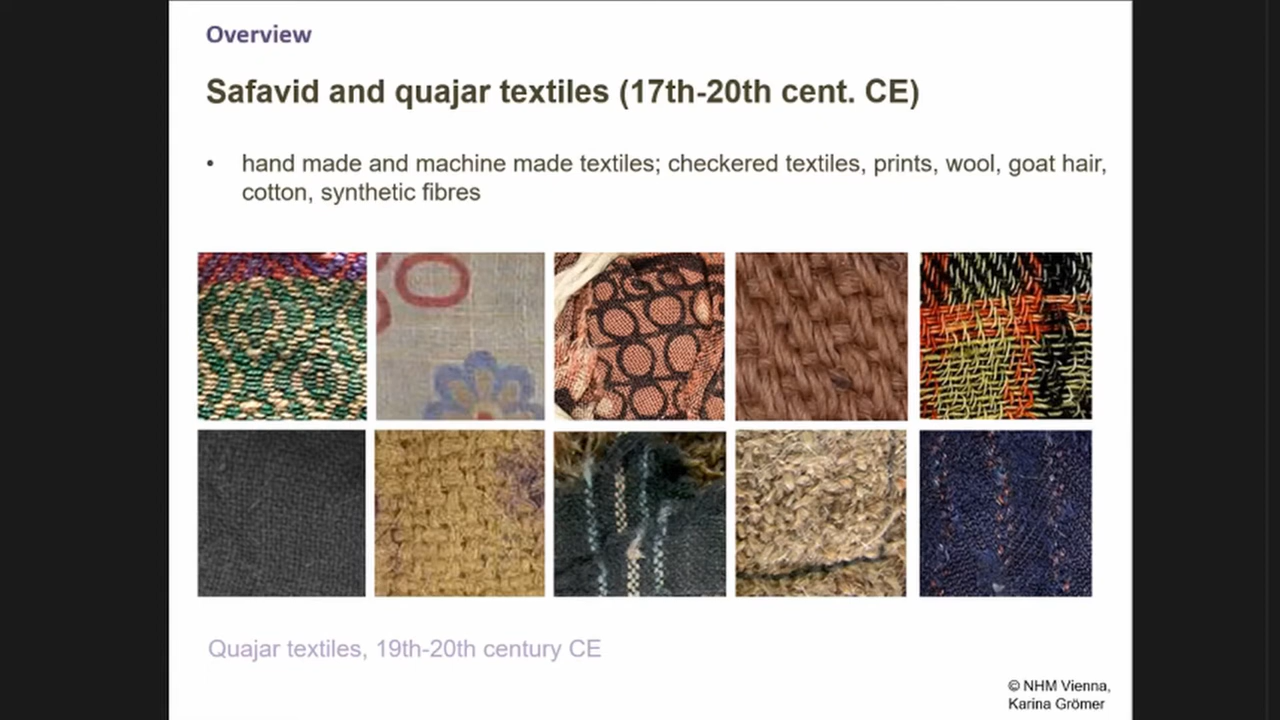 Overview
Safavid and quajar textiles (17th-20th cent. CE)
• hand made and machine made textiles; checkered textiles, prints, wool, goat hair,
cotton, synthetic fibres
Quajar textiles, 19th-20th century CE
© NHM Vienna,
Karina Grömer